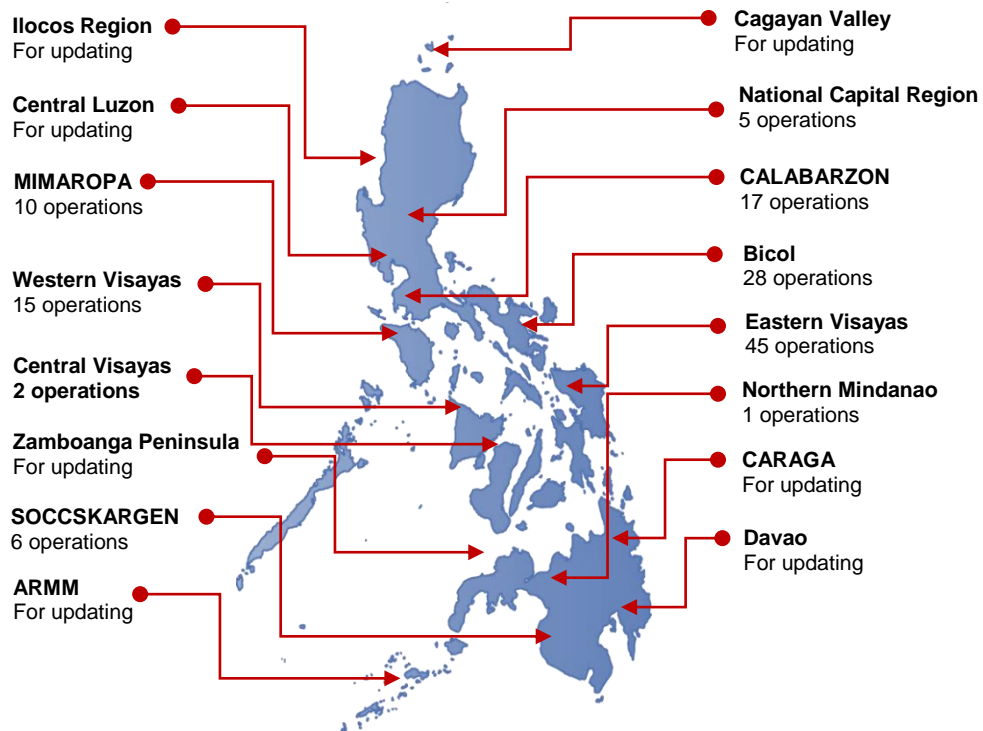 Ilocos Region
For updating
Central Luzon
For updating
MIMAROPA
10 operations
Western Visayas
15 operations
Central Visayas
2 operations
Zamboanga Peninsula
For updating
SOCCSKARGEN
6 operations
ARMM
For updating
Cagayan Valley
For updating
National Capital Region
5 operations
CALABARZON
17 operations
Bicol
28 operations
Eastern Visayas
45 operations
Northern Mindanao
1 operations
CARAGA
For updating
Davao
For updating